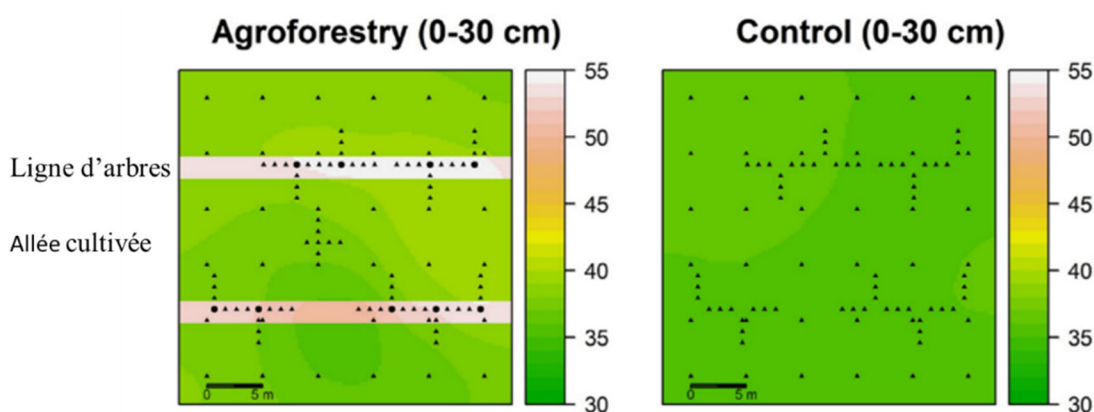 Agroforestry (0-30 cm)
Control (0-30 cm)
Ligne d'arbres
Allée cultivée
55
50
45
40
35
30
0 5 m
55
50
45
40
35
30
0 5 m